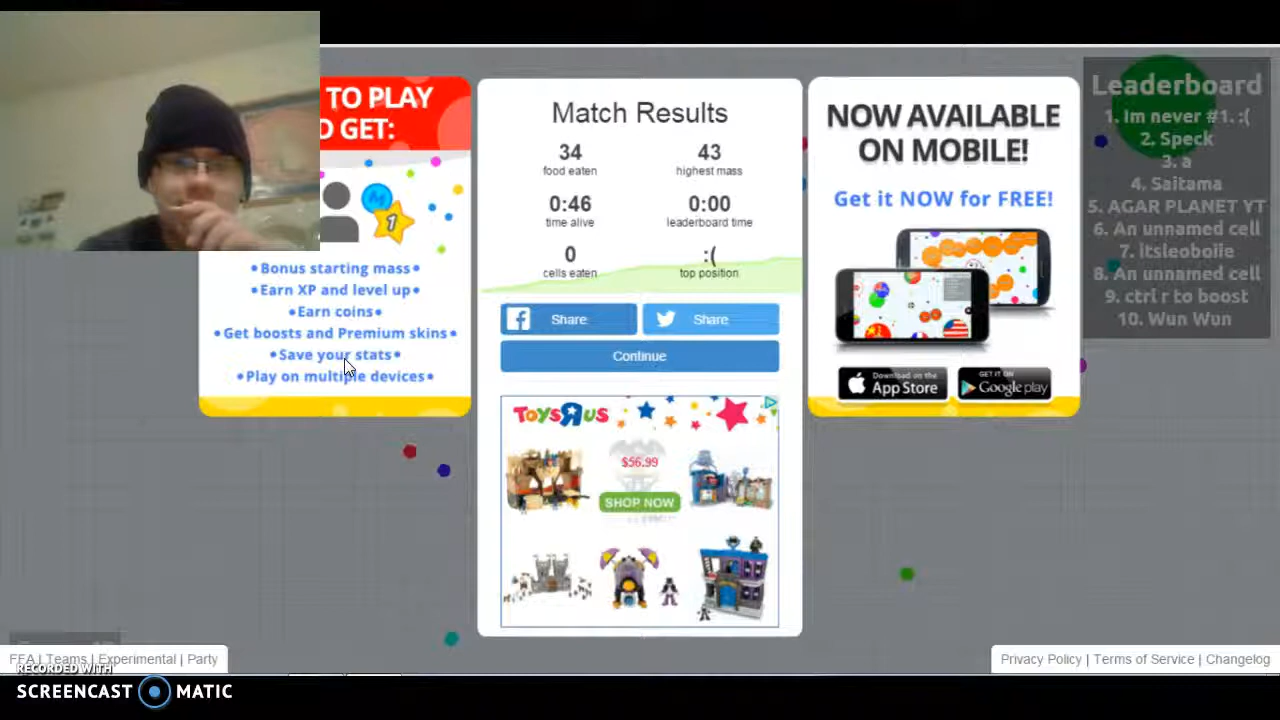 TO PLAY
D GET:
1
•Bonus starting mass•
•Earn XP and level up•
•Earn coins•
•Get boosts and Premium skins•
•Save your stats•
•Play on multiple devices•
Match Results
34
food eaten
43
highest mass
0:46
time alive
0:00
leaderboard time
0
cells eaten
:(
top position
Share
Share
Continue
TOYSRUS
$56.99
SHOP NOW
NOW AVAILABLE
ON MOBILE!
Get it NOW for FREE!
Download on the
App Store
GET IT ON
Google play
Leaderboard
1. Im never #1. :(
2. Speck
3. a
4. Saitama
5. AGAR PLANET YT
6. An unnamed cell
7. itsleoboiie
8. An unnamed cell
9. ctrl r to boost
10. Wun Wun
FFA | Teams | Experimental | Party
Privacy Policy | Terms of Service | Changelog
RECORDED WITH
SCREENCAST MATIC